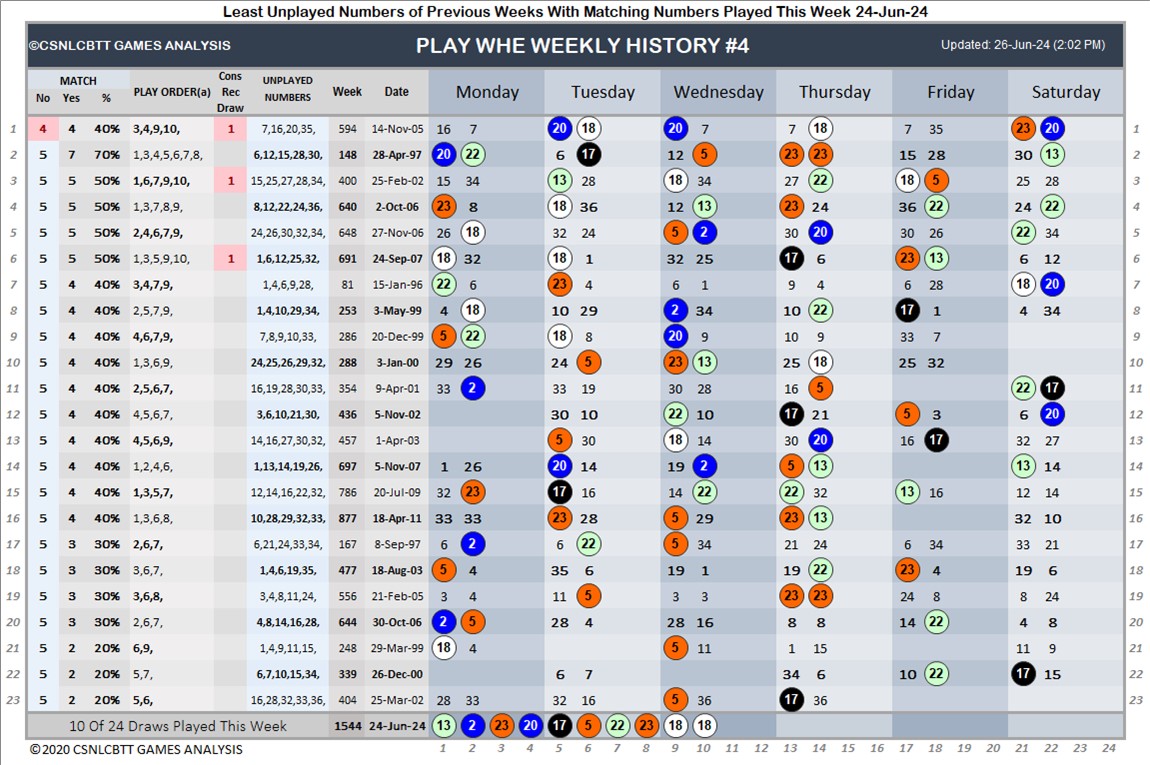 Least Unplayed Numbers of Previous Weeks With Matching Numbers Played This Week 24-Jun-24
©CSNLCBTT GAMES ANALYSIS PLAY WHE WEEKLY HISTORY #4 Updated: 26-Jun-24 (2:02 PM)
MATCH PLAY ORDER(a) Cons Rec Draw UNPLAYED NUMBERS Week Date Monday Tuesday Wednesday Thursday Friday Saturday
No Yes %
1 4 4 40% 3,4,9,10, 1 7,16,20,35, 594 14-Nov-05 16 7 20 18 20 7 7 18 7 35 23 20 1
2 5 7 70% 1,3,4,5,6,7,8, 6,12,15,28,30, 148 28-Apr-97 20 22 6 17 12 5 23 23 15 28 30 13 2
3 5 5 50% 1,6,7,9,10, 1 15,25,27,28,34, 400 25-Feb-02 15 34 13 28 18 34 27 22 18 5 25 28 3
4 5 5 50% 1,3,7,8,9, 8,12,22,24,36, 640 2-Oct-06 23 8 18 36 12 13 23 24 36 22 24 22 4
5 5 5 50% 2,4,6,7,9, 24,26,30,32,34, 648 27-Nov-06 26 18 32 24 5 2 30 20 30 26 22 34 5
6 5 5 50% 1,3,5,9,10, 1 1,6,12,25,32, 691 24-Sep-07 18 32 18 1 32 25 17 6 23 13 6 12 6
7 5 4 40% 3,4,7,9, 1,4,6,9,28, 81 15-Jan-96 22 6 23 4 6 1 9 4 6 28 18 20 7
8 5 4 40% 2,5,7,9, 1,4,10,29,34, 253 3-May-99 4 18 10 29 2 34 10 22 17 1 4 34 8
9 5 4 40% 4,6,7,9, 7,8,9,10,33, 286 20-Dec-99 5 22 18 8 20 9 10 9 33 7 9
10 5 4 40% 1,3,6,9, 24,25,26,29,32, 288 3-Jan-00 29 26 24 5 23 13 25 18 25 32 10
11 5 4 40% 2,5,6,7, 16,19,28,30,33, 354 9-Apr-01 33 2 33 19 30 28 16 5 22 17 11
12 5 4 40% 4,5,6,7, 3,6,10,21,30, 436 5-Nov-02 30 10 22 10 17 21 5 3 6 20 12
13 5 4 40% 4,5,6,9, 14,16,27,30,32, 457 1-Apr-03 5 30 18 14 30 20 16 17 32 27 13
14 5 4 40% 1,2,4,6, 1,13,14,19,26, 697 5-Nov-07 1 26 20 14 19 2 5 13 13 14 14
15 5 4 40% 1,3,5,7, 12,14,16,22,32, 786 20-Jul-09 32 23 17 16 14 22 22 32 13 16 12 14 15
16 5 4 40% 1,3,6,8, 10,28,29,32,33, 877 18-Apr-11 33 33 23 28 5 29 23 13 32 10 16
17 5 3 30% 2,6,7, 6,21,24,33,34, 167 8-Sep-97 6 2 6 22 5 34 21 24 6 34 33 21 17
18 5 3 30% 3,6,7, 1,4,6,19,35, 477 18-Aug-03 5 4 35 6 19 1 19 22 23 4 19 6 18
19 5 3 30% 3,6,8, 3,4,8,11,24, 556 21-Feb-05 3 4 11 5 3 3 23 23 24 8 8 24 19
20 5 3 30% 2,6,7, 4,8,14,16,28, 644 30-Oct-06 2 5 28 4 28 16 8 8 14 22 4 8 20
21 5 2 20% 6,9, 1,4,9,11,15, 248 29-Mar-99 18 4 5 11 1 15 11 9 21
22 5 2 20% 5,7, 6,7,10,15,34, 339 26-Dec-00 6 7 34 6 10 22 17 15 22
23 5 2 20% 5,6, 16,28,32,33,36, 404 25-Mar-02 28 33 32 16 5 36 17 36 23
10 Of 24 Draws Played This Week 1544 24-Jun-24 13 2 23 20 17 5 22 23 18 18
© 2020 CSNLCBTT GAMES ANALYSIS 1 2 3 4 5 6 7 8 9 10 11 12 13 14 15 16 17 18 19 20 21 22 23 24